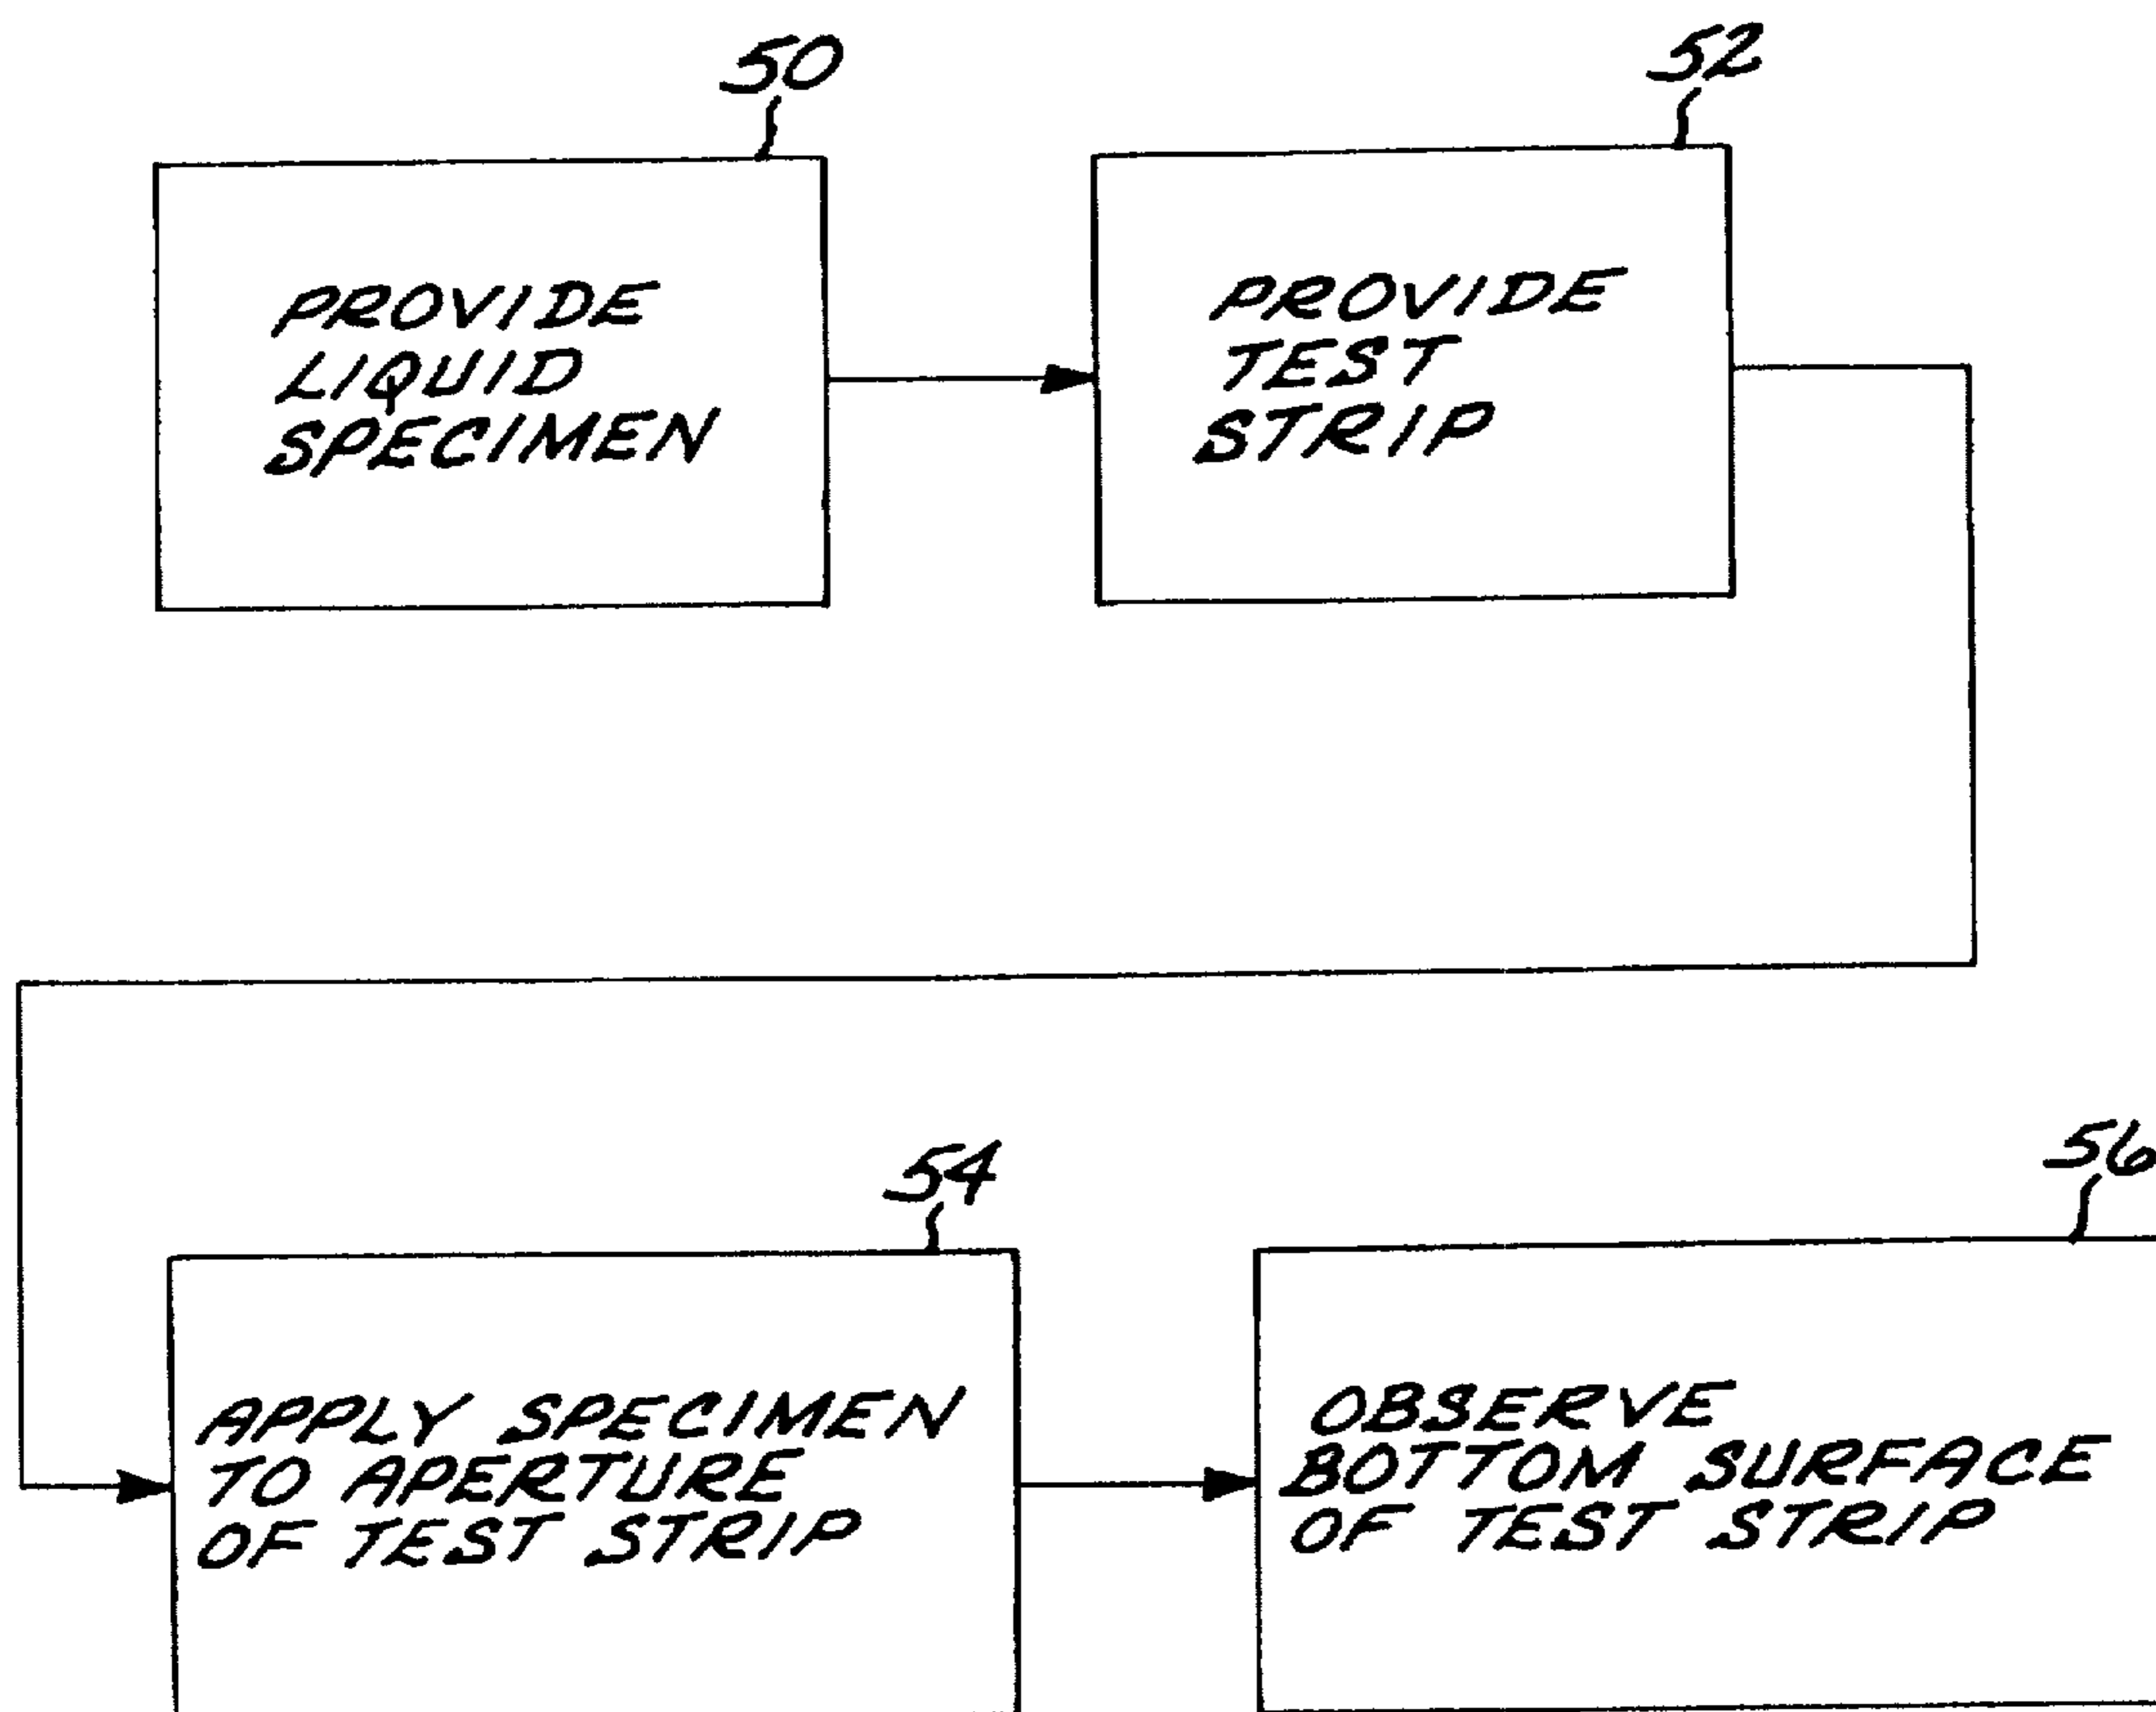 50
PROVIDE
LIQUID
SPECIMEN
52
PROVIDE
TEST
STRIP
54
APPLY SPECIMEN
TO APERTURE
OF TEST STRIP
56
OBSERVE
BOTTOM SURFACE
OF TEST STRIP